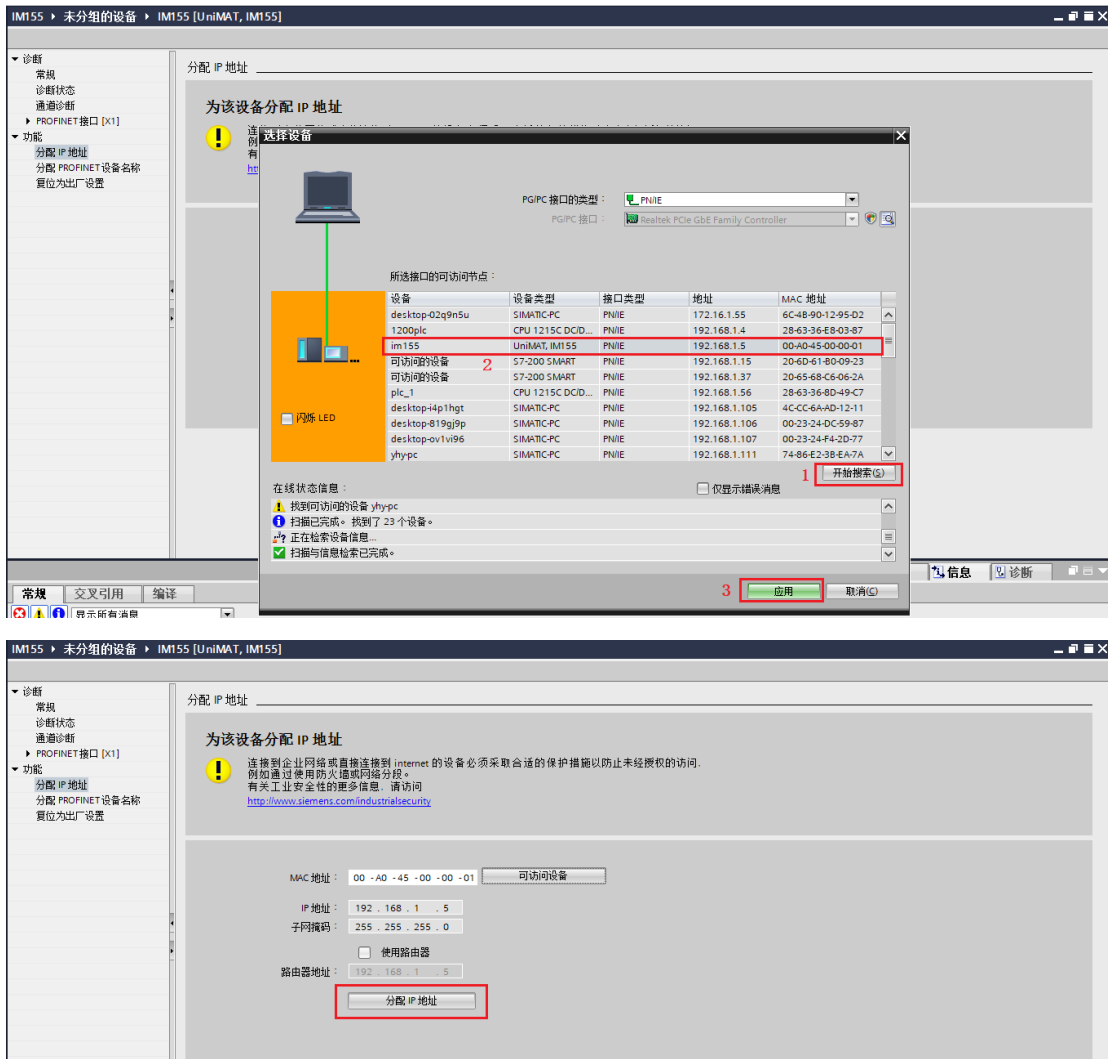 IM155 ▸ 未分组的设备 ▸ IM155 [UniMAT, IM155]
诊断
常规
诊断状态
通道诊断
PROFINET接口 [X1]
功能
分配 IP 地址
分配 PROFINET设备名称
复位为出厂设置
分配 IP 地址
为该设备分配 IP 地址
连
例
有
ht
选择设备
PG/PC 接口的类型：
PN/IE
PG/PC 接口：
Realtek PCIe GbE Family Controller
所选接口的可访问节点：
设备 设备类型 接口类型 地址 MAC 地址
desktop-02q9n5u SIMATIC-PC PN/IE 172.16.1.55 6C-4B-90-12-95-D2
1200plc CPU 1215C DC/D... PN/IE 192.168.1.4 28-63-36-E8-03-87
im155 UniMAT, IM155 PN/IE 192.168.1.5 00-A0-45-00-00-01
可访问的设备 S7-200 SMART PN/IE 192.168.1.15 20-6D-61-B0-09-23
2
可访问的设备 S7-200 SMART PN/IE 192.168.1.37 20-65-68-C6-06-2A
plc_1 CPU 1215C DC/D... PN/IE 192.168.1.56 28-63-36-8D-49-C7
desktop-i4p1hgt SIMATIC-PC PN/IE 192.168.1.105 4C-CC-6A-AD-12-11
desktop-819gj9p SIMATIC-PC PN/IE 192.168.1.106 00-23-24-DC-59-87
desktop-ov1vi96 SIMATIC-PC PN/IE 192.168.1.107 00-23-24-F4-2D-77
yhy-pc SIMATIC-PC PN/IE 192.168.1.111 74-86-E2-3B-EA-7A
闪烁 LED
1 开始搜索(S)
在线状态信息：
仅显示错误消息
找到可访问的设备 yhy-pc
扫描已完成。找到了 23 个设备。
正在检索设备信息...
扫描与信息检索已完成。
3 应用 取消(C)
信息 诊断
常规 交叉引用 编译
显示所有消息
IM155 ▸ 未分组的设备 ▸ IM155 [UniMAT, IM155]
诊断
常规
诊断状态
通道诊断
PROFINET接口 [X1]
功能
分配 IP 地址
分配 PROFINET设备名称
复位为出厂设置
分配 IP 地址
为该设备分配 IP 地址
连接到企业网络或直接连接到 internet 的设备必须采取合适的保护措施以防止未经授权的访问.
例如通过使用防火墙或网络分段。
有关工业安全性的更多信息. 请访问
http://www.siemens.com/industrialsecurity
MAC 地址： 00 -A0 -45 -00 -00 -01 可访问设备
IP 地址： 192 . 168 . 1 . 5
子网掩码： 255 . 255 . 255 . 0
使用路由器
路由器地址： 192 . 168 . 1 . 5
分配 IP 地址